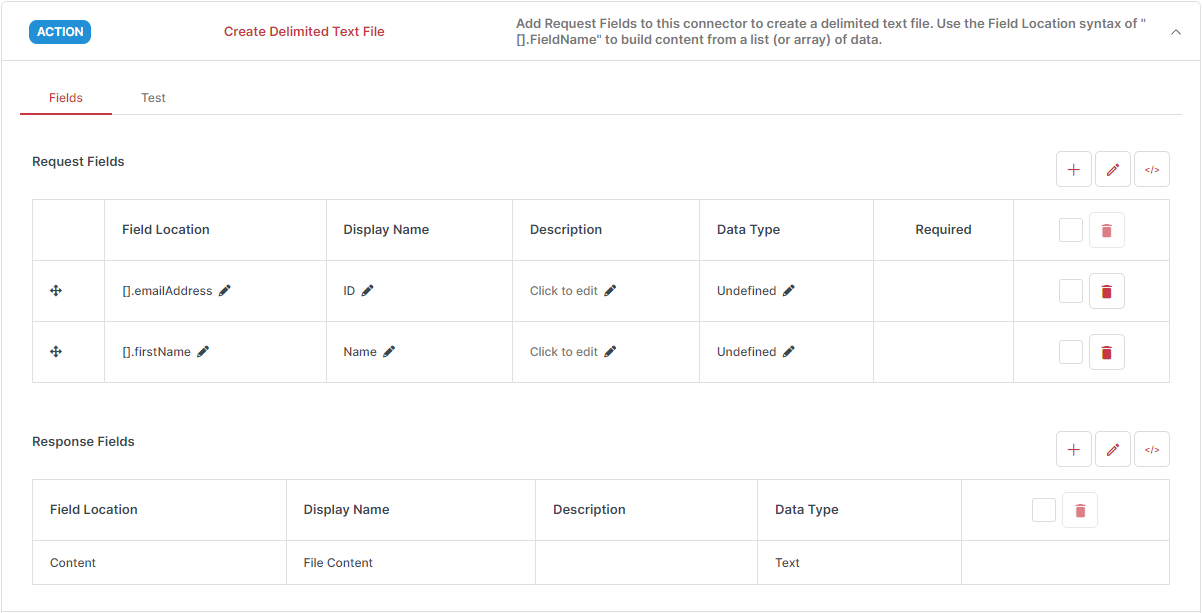 ACTION
Create Delimited Text File
Add Request Fields to this connector to create a delimited text file. Use the Field Location syntax of "
[].FieldName" to build content from a list (or array) of data.
Fields Test
Request Fields
</>
Field Location Display Name Description Data Type Required
[].emailAddress ID Click to edit Undefined
[].firstName Name Click to edit Undefined
Response Fields
</>
Field Location Display Name Description Data Type
Content File Content Text